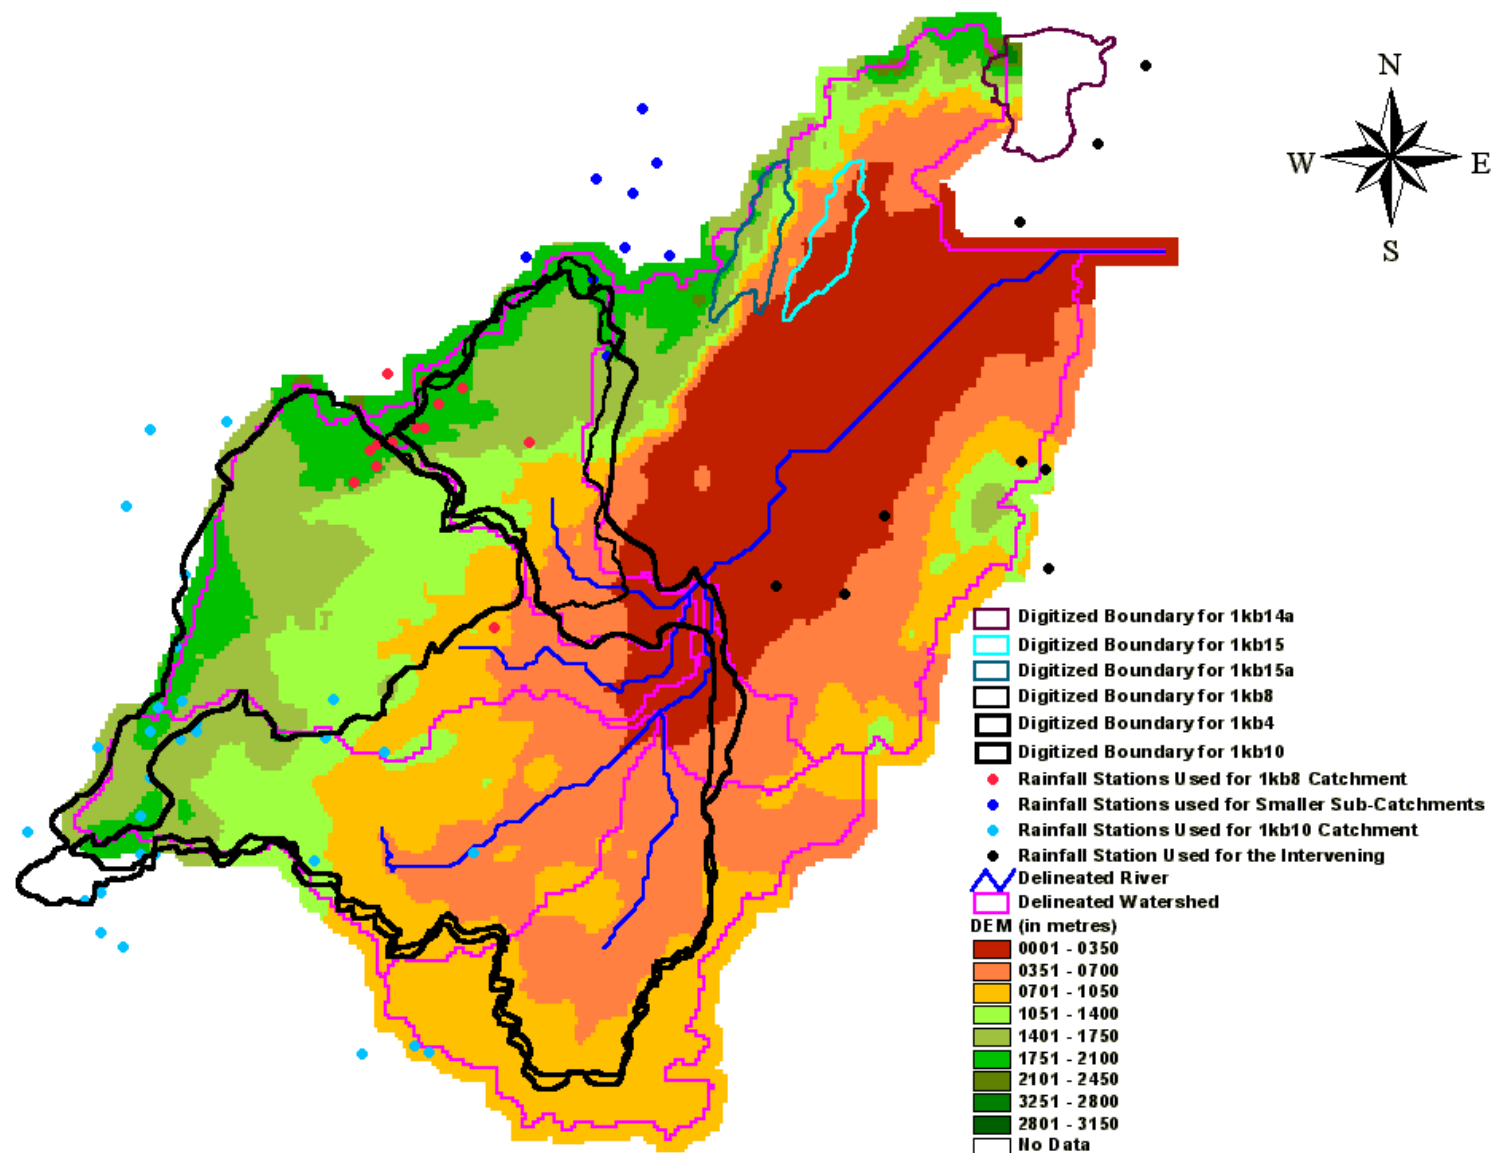 N
W
E
S
Digitized Boundary for 1kb14a
Digitized Boundary for 1kb15
Digitized Boundary for 1kb15a
Digitized Boundary for 1kb8
Digitized Boundary for 1kb4
Digitized Boundary for 1kb10
Rainfall Stations Used for 1kb8 Catchment
Rainfall Stations used for Smaller Sub-Catchments
Rainfall Stations Used for 1kb10 Catchment
Rainfall Station Used for the Intervening
Delineated River
Delineated Watershed
DEM (in metres)
0001 - 0350
0351 - 0700
0701 - 1050
1051 - 1400
1401 - 1750
1751 - 2100
2101 - 2450
3251 - 2800
2801 - 3150
No Data